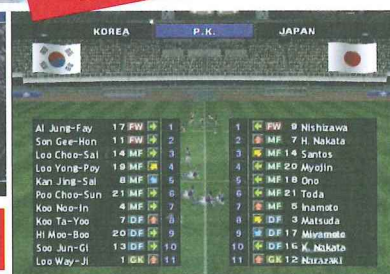 KOREA P.K. JAPAN
Al Jung-Fay 17 FW 1 1 FW 9 Nishizawa
Son Gee-Hon 11 FW 2 2 MF 7 H. Nakata
Loo Choo-Sai 14 MF 3 3 MF 14 Santos
Loo Yong-Poy 19 MF 4 4 MF 20 Myojin
Kan Jing-Sai 8 MF 5 5 MF 18 Ono
Poo Choo-Sun 21 MF 6 6 MF 21 Toda
Koo Noo-In 4 MF 7 7 MF 5 Inamoto
Koo Ta-Yoo 7 DF 8 8 DF 3 Matsuda
Hi Moo-Boo 20 DF 9 9 DF 17 Miyamoto
Soo Jun-Gi 13 DF 10 10 DF 16 K. Nakata
Loo Way-Ji 1 GK 11 11 GK 12 Narazaki